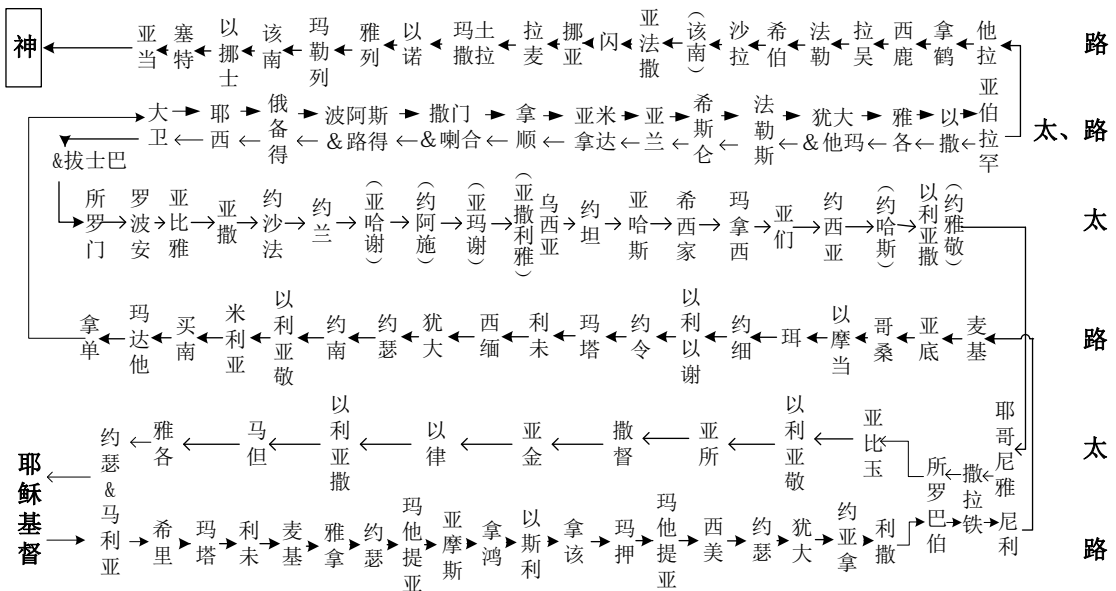 神 亚当 塞特 以挪士 该南 玛勒列 雅列 以诺 玛土撒拉 拉麦 挪亚 闪 亚法撒 (该南) 沙拉 希伯 法勒 拉吴 西鹿 拿鹤 他拉 路
大卫 耶西 俄备得 波阿斯&路得 撒门&喇合 拿顺 亚米拿达 亚兰 希斯仑 法勒斯 犹大&他玛 雅各 以撒 亚伯拉罕 太、路
&拔士巴
所罗门 罗波安 亚比雅 亚撒 约沙法 约兰 (亚哈谢) (约阿施) (亚玛谢) (亚撒利雅) 乌西亚 约坦 亚哈斯 希西家 玛拿西 亚们 约西亚 (约哈斯) 以利亚撒 (约雅敬) 太
拿单 玛达他 买南 米利亚 以利亚敬 约南 约瑟 犹大 西缅 利未 玛塔 约令 以利以谢 约细 珥 以摩当 哥桑 亚底 麦基 路
耶稣基督 约瑟&马利亚 雅各 马但 以利亚撒 以律 亚金 撒督 亚所 以利亚敬 亚比玉 所罗巴伯 撒拉铁 耶哥尼雅 太
希里 玛塔 利未 麦基 雅拿 约瑟 玛他提亚 亚摩斯 拿鸿 以斯利 拿该 玛押 玛他提亚 西美 约瑟 犹大 约亚拿 利撒 尼利 路